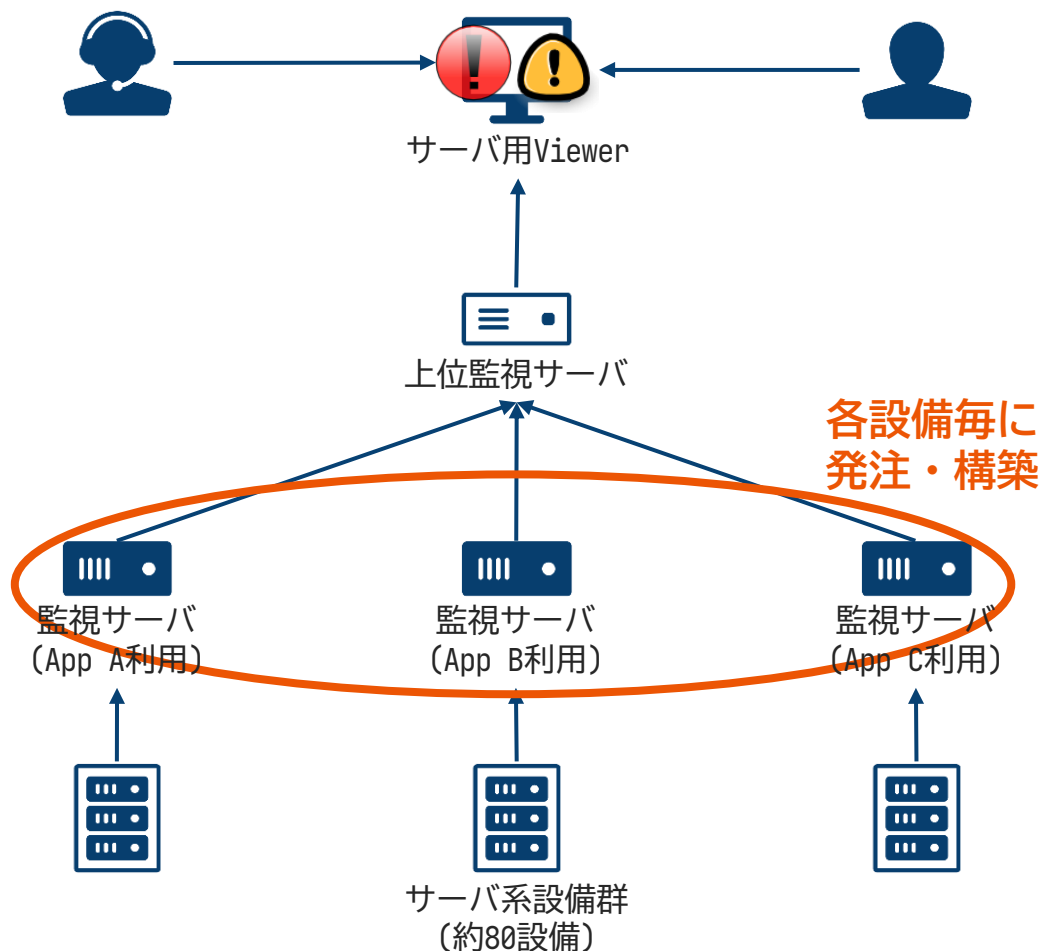 サーバ用Viewer
上位監視サーバ
各設備毎に
発注・構築
監視サーバ
(App A利用)
監視サーバ
(App B利用)
監視サーバ
(App C利用)
サーバ系設備群
(約80設備)